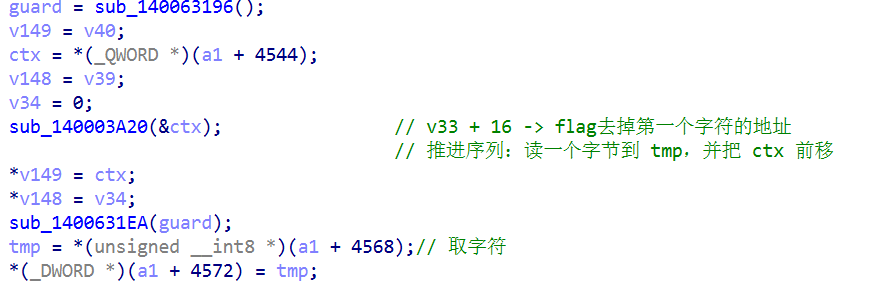 guard = sub_140063196();
v149 = v40;
ctx = *(_QWORD *)(a1 + 4544);
v148 = v39;
v34 = 0;
sub_140003A20(&ctx); // v33 + 16 -> flag去掉第一个字符的地址
// 推进序列：读一个字节到 tmp，并把 ctx 前移
*v149 = ctx;
*v148 = v34;
sub_1400631EA(guard);
tmp = *(unsigned __int8 *)(a1 + 4568);// 取字符
*(_DWORD *)(a1 + 4572) = tmp;